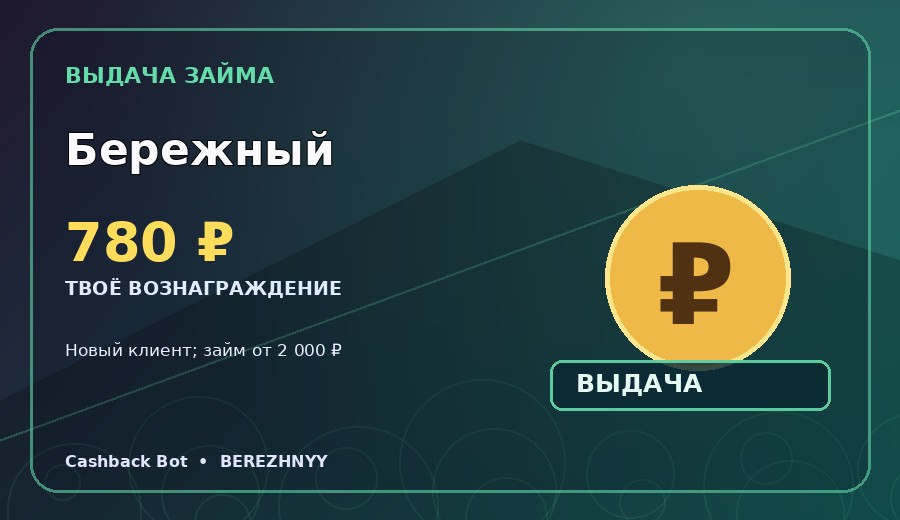 ВЫДАЧА ЗАЙМА
Бережный
780 ₽
ТВОЁ ВОЗНАГРАЖДЕНИЕ
Новый клиент; займ от 2 000 ₽
₽
ВЫДАЧА
Cashback Bot • BEREZHNYY